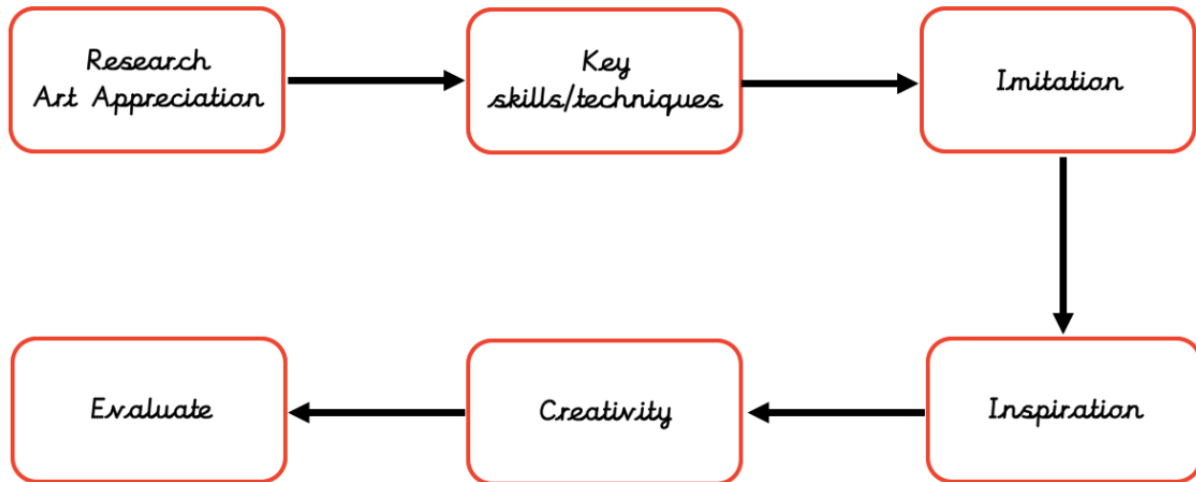 Research
Art Appreciation
Key
skills/techniques
Imitation
Inspiration
Creativity
Evaluate